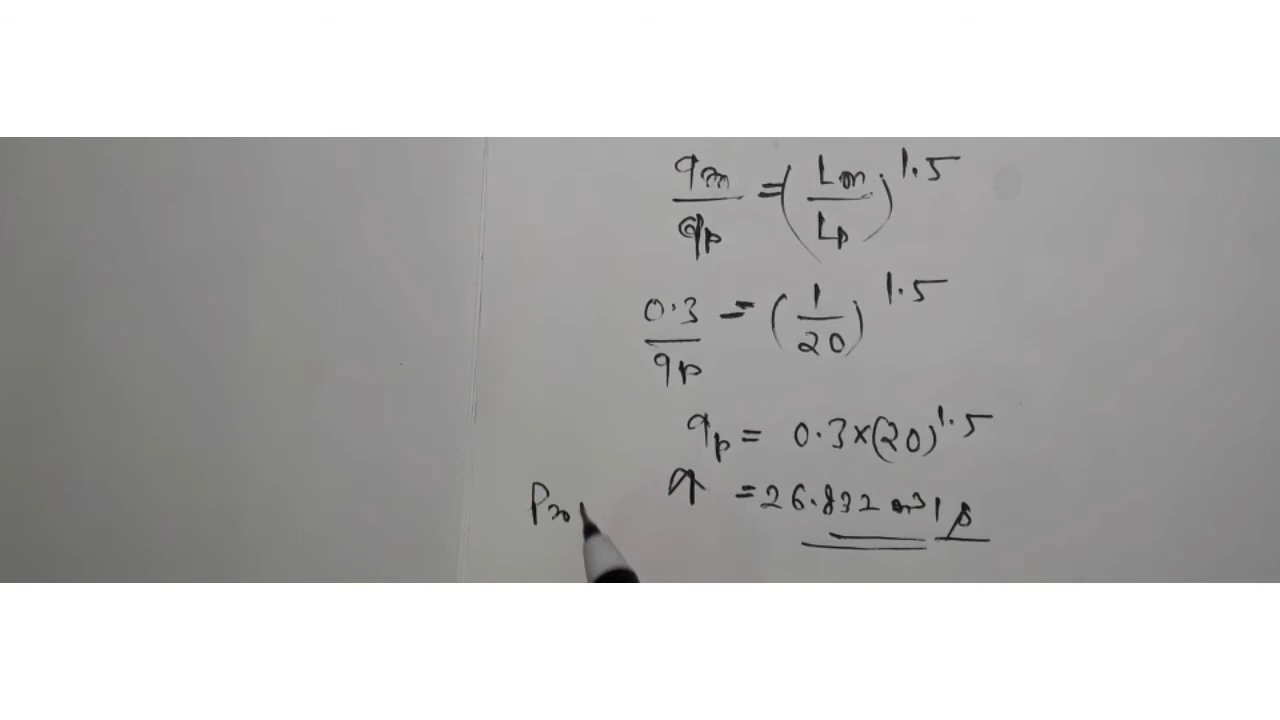 qm/qp = (Lm/Lp)^1.5
0.3/qp = (1/20)^1.5
qp = 0.3×(20)^1.5
q = 26.832 m3/s
Pm